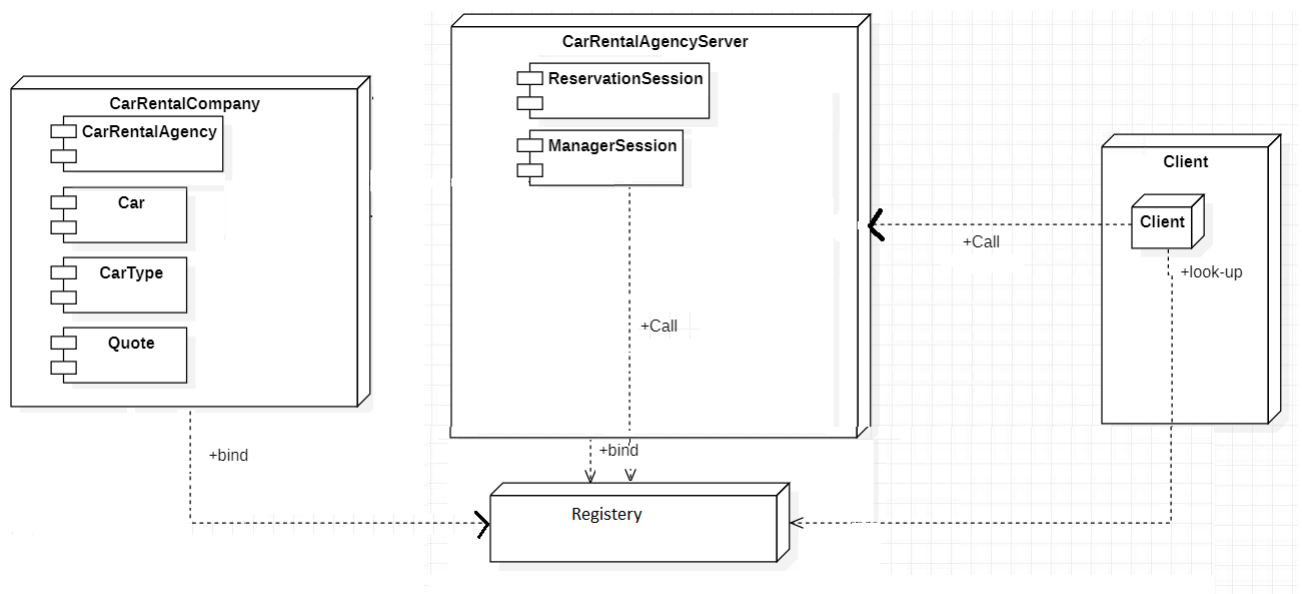 CarRentalCompany
CarRentalAgency
Car
CarType
Quote
+bind
CarRentalAgencyServer
ReservationSession
ManagerSession
+Call
+bind
Registery
+Call
Client
Client
+look-up